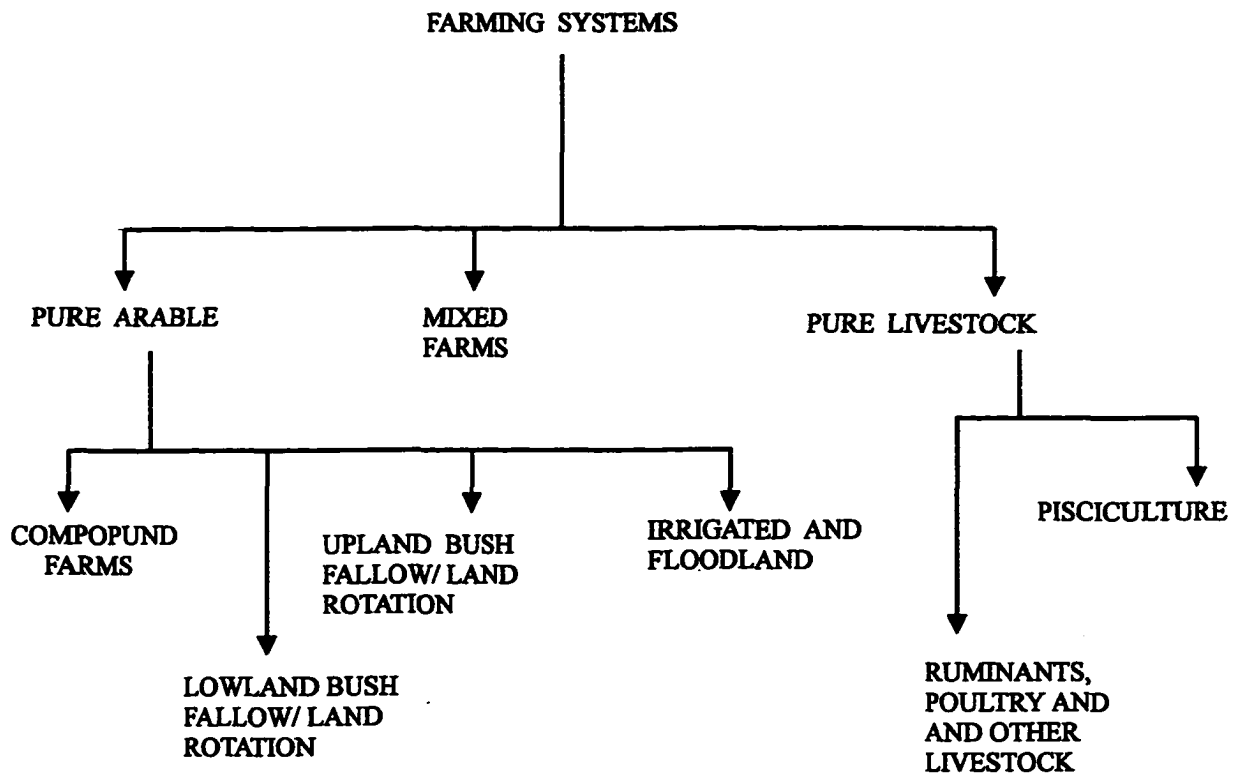 FARMING SYSTEMS
PURE ARABLE
MIXED
FARMS
PURE LIVESTOCK
COMPOPUND
FARMS
LOWLAND BUSH
FALLOW/ LAND
ROTATION
UPLAND BUSH
FALLOW/ LAND
ROTATION
IRRIGATED AND
FLOODLAND
RUMINANTS,
POULTRY AND
AND OTHER
LIVESTOCK
PISCICULTURE